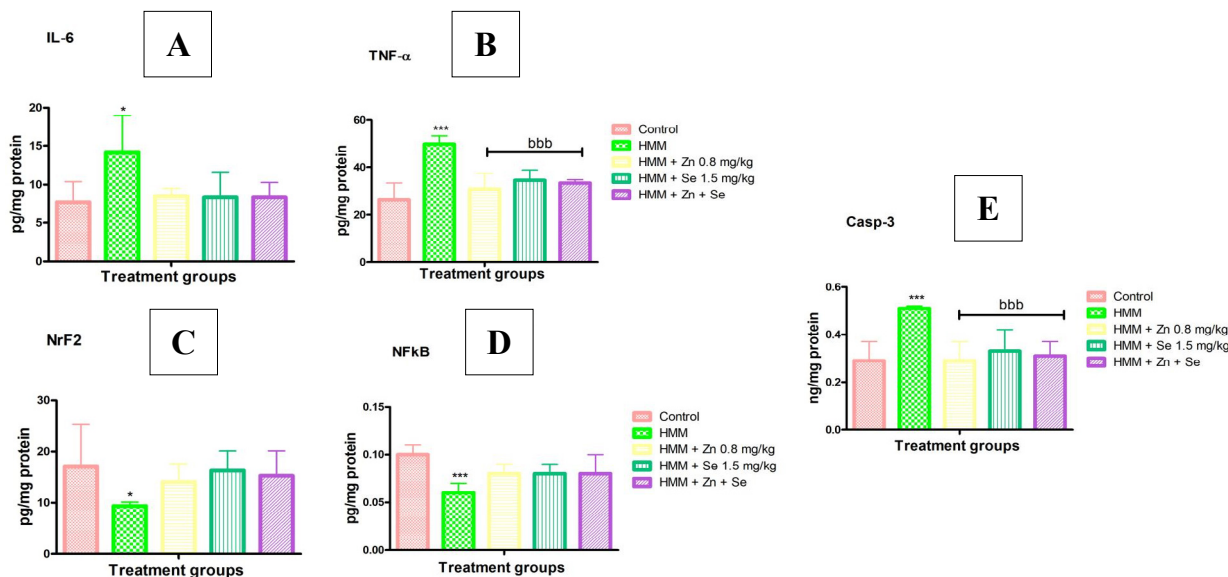 IL-6
A
20
15
10
5
0
pg/mg protein
*
Treatment groups
TNF-α
B
60
40
20
0
pg/mg protein
***
bbb
Treatment groups
Control
HMM
HMM + Zn 0.8 mg/kg
HMM + Se 1.5 mg/kg
HMM + Zn + Se
NrF2
C
30
20
10
0
pg/mg protein
*
Treatment groups
NFkB
D
0.15
0.10
0.05
0.00
pg/mg protein
***
Treatment groups
Control
HMM
HMM + Zn 0.8 mg/kg
HMM + Se 1.5 mg/kg
HMM + Zn + Se
Casp-3
E
0.6
0.4
0.2
0.0
ng/mg protein
***
bbb
Treatment groups
Control
HMM
HMM + Zn 0.8 mg/kg
HMM + Se 1.5 mg/kg
HMM + Zn + Se